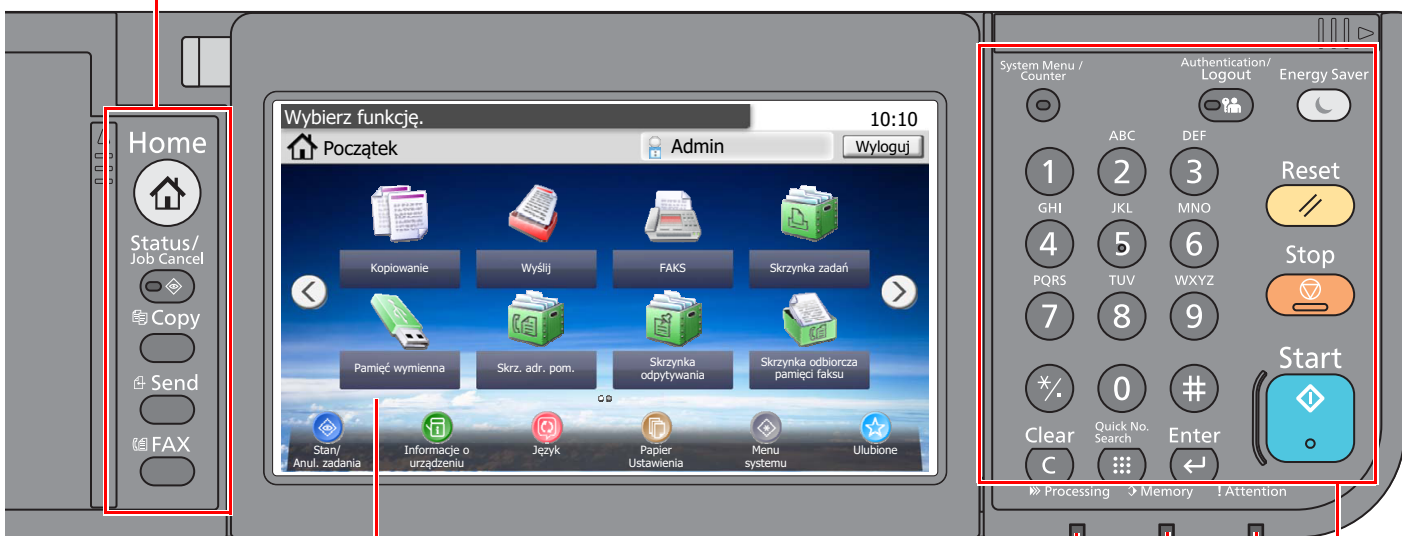 Home
Status/
Job Cancel
Copy
Send
FAX
Wybierz funkcję.
10:10
Początek
Admin
Wyloguj
Kopiowanie
Wyślij
FAKS
Skrzynka zadań
Pamięć wymienna
Skrz. adr. pom.
Skrzynka
odpytywania
Skrzynka odbiorcza
pamięci faksu
Stan/
Anul. zadania
Informacje o
urządzeniu
Język
Papier
Ustawienia
Menu
systemu
Ulubione
System Menu /
Counter
Authentication/
Logout
Energy Saver
ABC
DEF
1
2
3
Reset
GHI
JKL
MNO
4
5
6
Stop
PQRS
TUV
WXYZ
7
8
9
Start
*/.
0
#
Clear
Quick No.
Search
Enter
C
Processing
Memory
! Attention